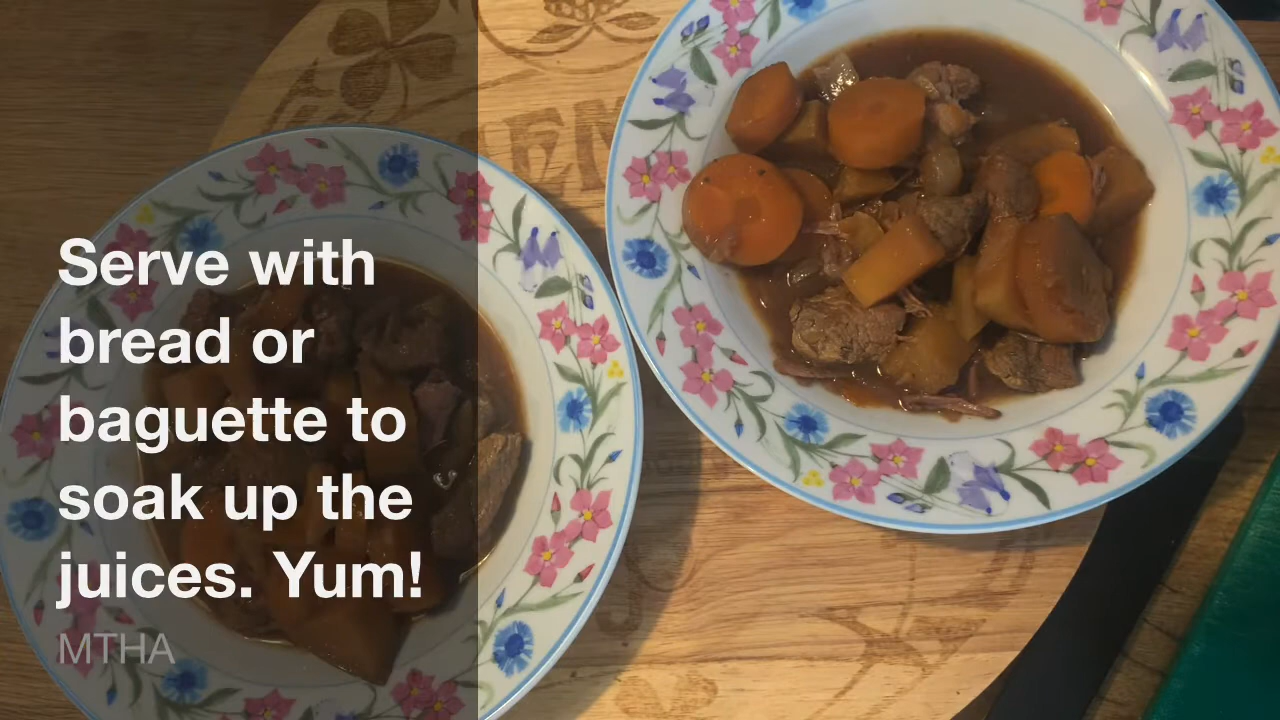 Serve with
bread or
baguette to
soak up the
juices. Yum!
MTHA